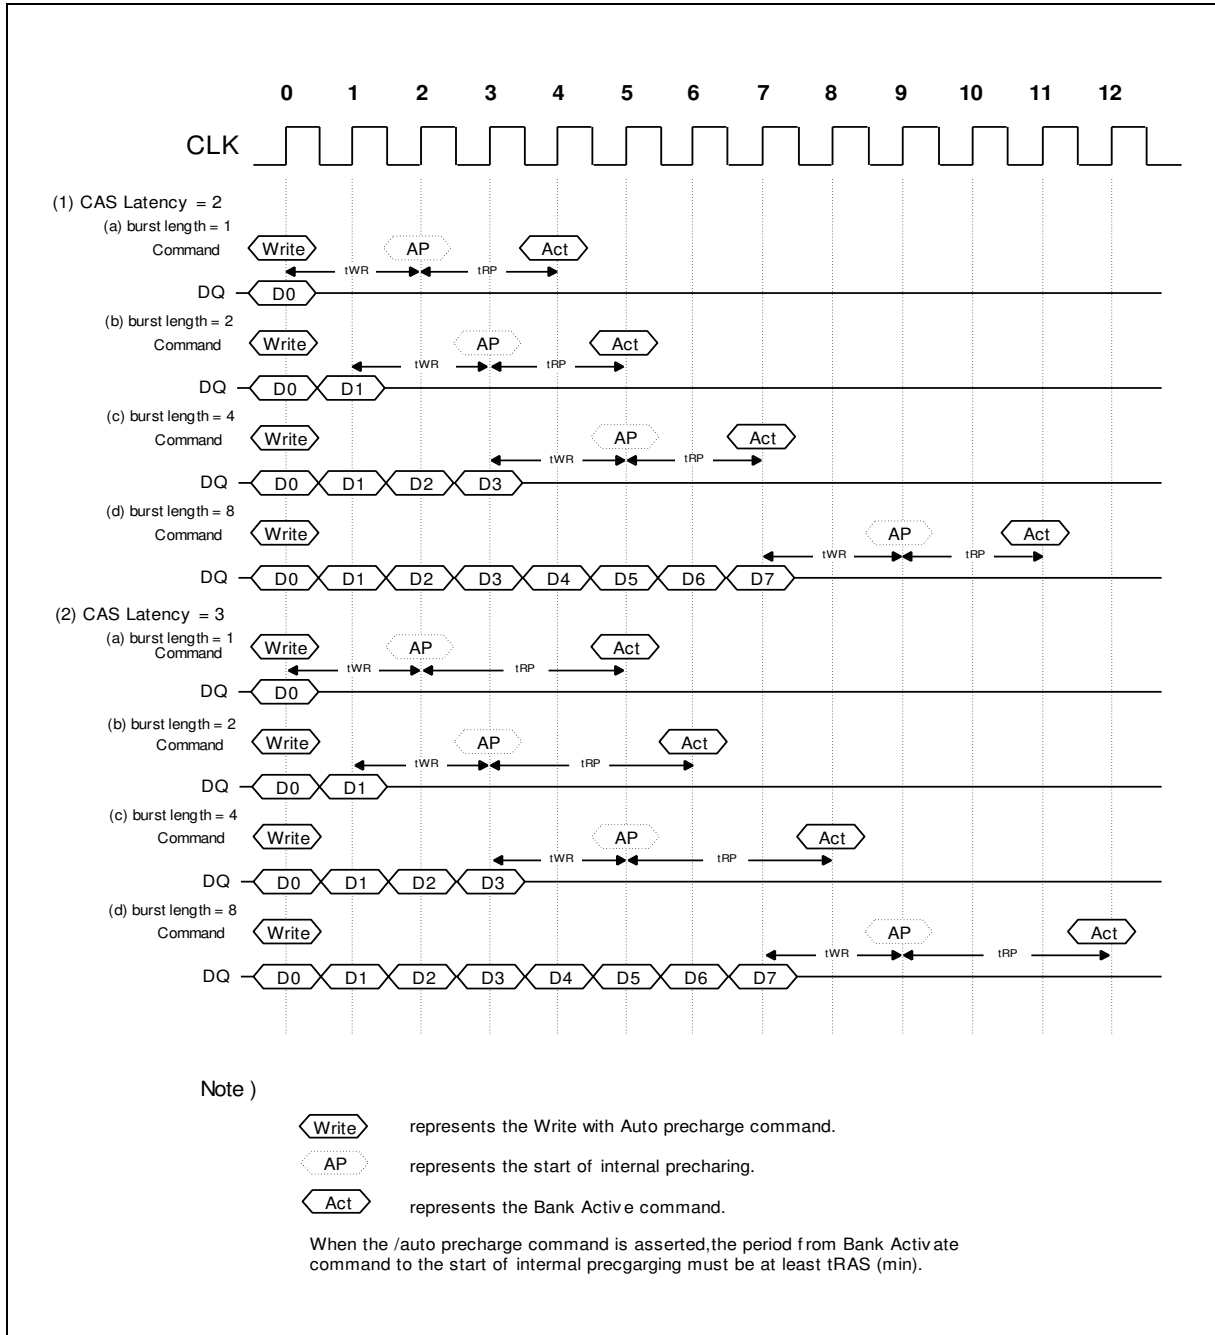 0 1 2 3 4 5 6 7 8 9 10 11 12
CLK
(1) CAS Latency = 2
(a) burst length = 1
Command Write AP Act
tWR tRP
DQ D0
(b) burst length = 2
Command Write AP Act
tWR tRP
DQ D0 D1
(c) burst length = 4
Command Write AP Act
tWR tRP
DQ D0 D1 D2 D3
(d) burst length = 8
Command Write AP Act
tWR tRP
DQ D0 D1 D2 D3 D4 D5 D6 D7
(2) CAS Latency = 3
(a) burst length = 1
Command Write AP Act
tWR tRP
DQ D0
(b) burst length = 2
Command Write AP Act
tWR tRP
DQ D0 D1
(c) burst length = 4
Command Write AP Act
tWR tRP
DQ D0 D1 D2 D3
(d) burst length = 8
Command Write AP Act
tWR tRP
DQ D0 D1 D2 D3 D4 D5 D6 D7
Note )
Write represents the Write with Auto precharge command.
AP represents the start of internal precharing.
Act represents the Bank Active command.
When the /auto precharge command is asserted,the period from Bank Activate
command to the start of intermal precgarging must be at least tRAS (min).